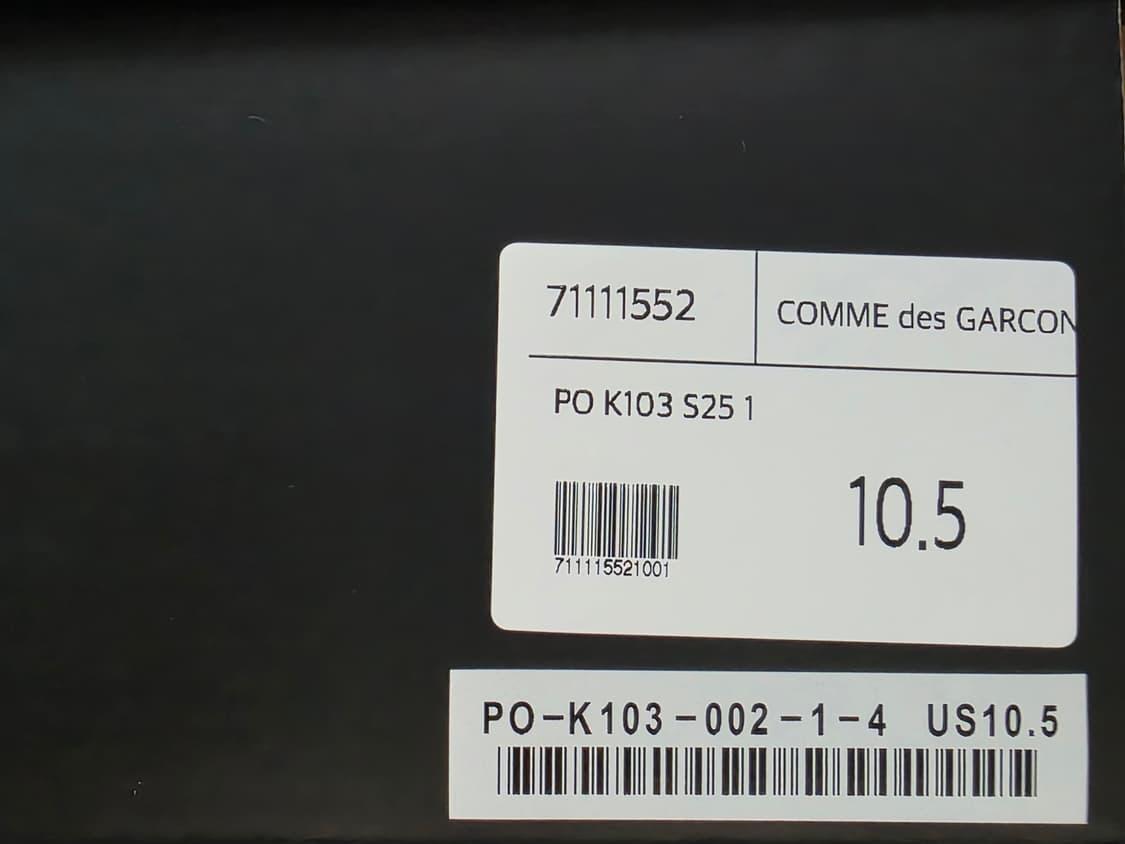 71111552
COMME des GARCON
PO K103 S25 1
10.5
711115521001
PO-K103-002-1-4 US10.5